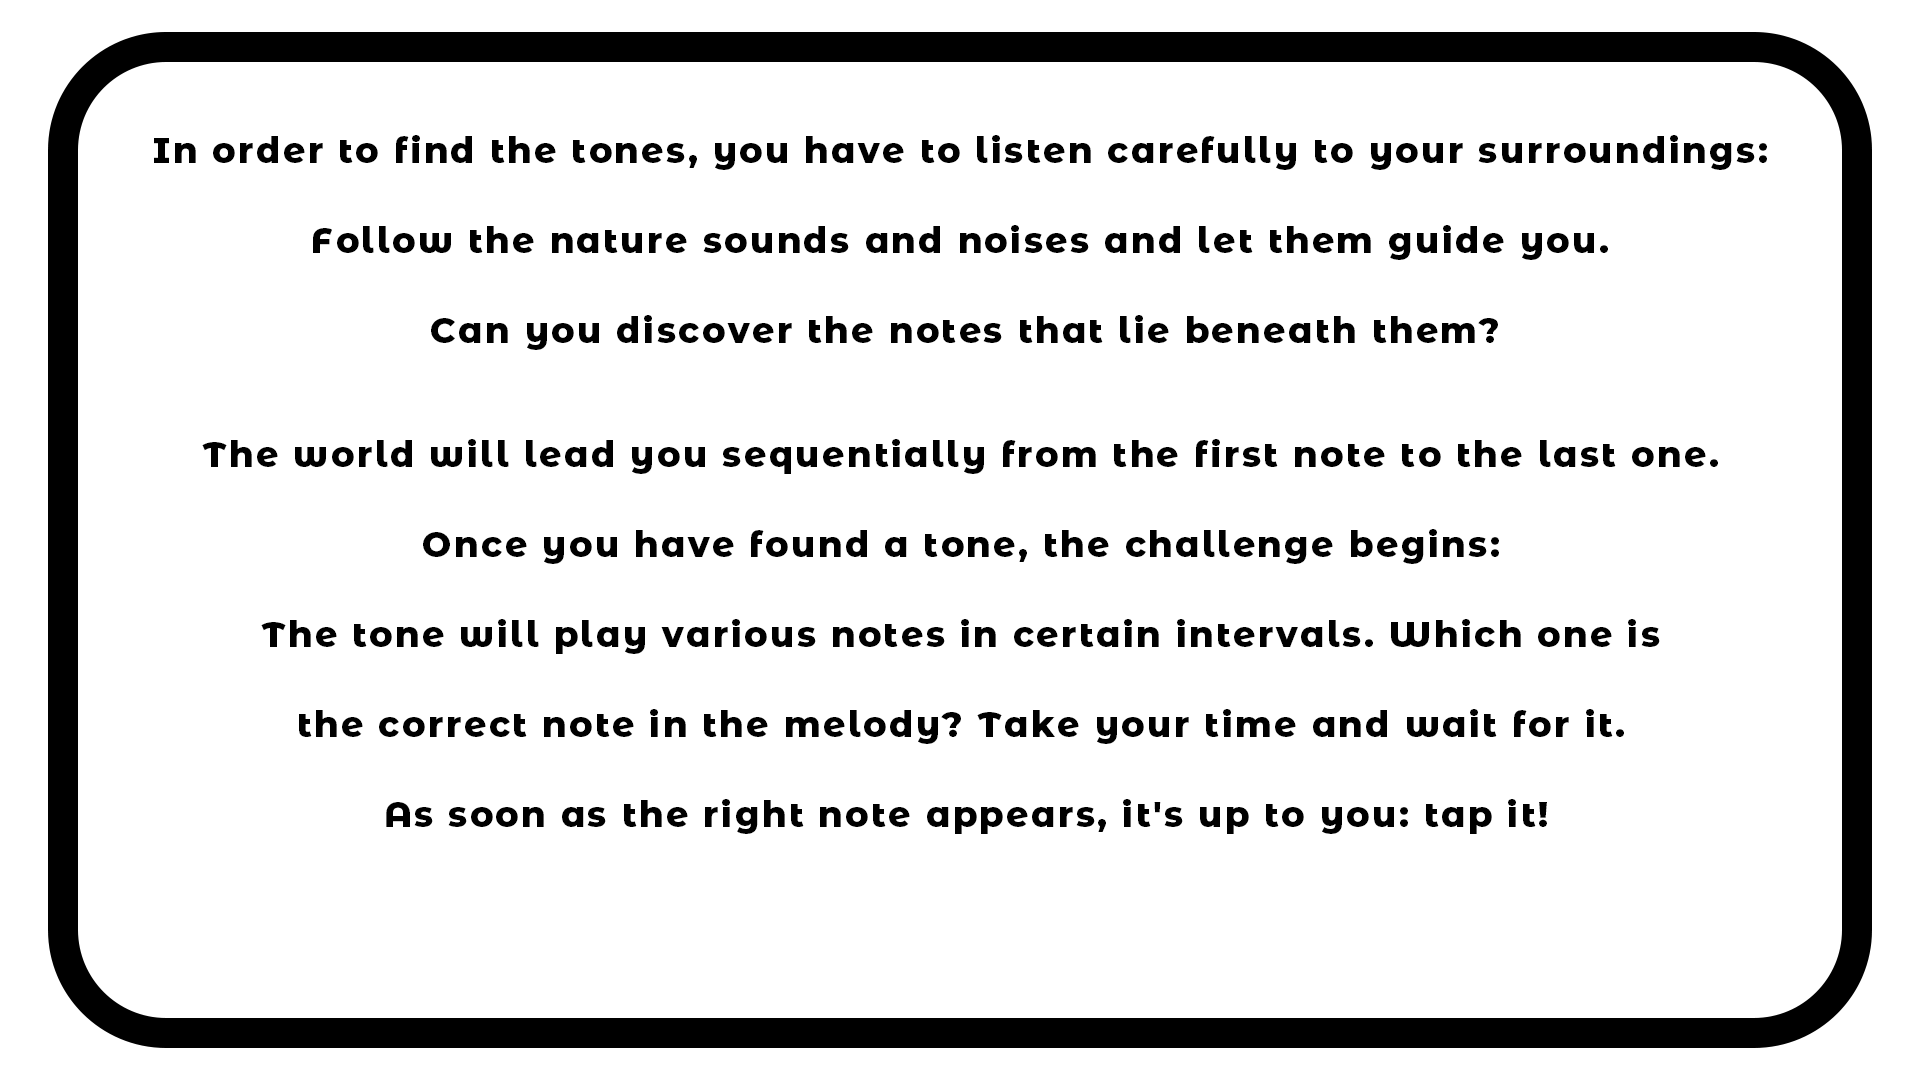 In order to find the tones, you have to listen carefully to your surroundings:
Follow the nature sounds and noises and let them guide you.
Can you discover the notes that lie beneath them?
The world will lead you sequentially from the first note to the last one.
Once you have found a tone, the challenge begins:
The tone will play various notes in certain intervals. Which one is
the correct note in the melody? Take your time and wait for it.
As soon as the right note appears, it's up to you: tap it!